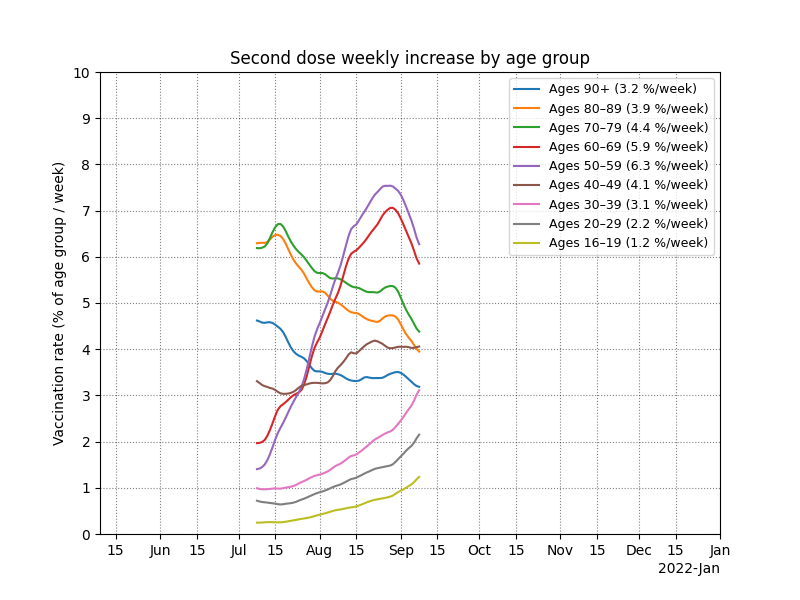 Second dose weekly increase by age group
Vaccination rate (% of age group / week)
10
9
8
7
6
5
4
3
2
1
0
Ages 90+ (3.2 %/week)
Ages 80–89 (3.9 %/week)
Ages 70–79 (4.4 %/week)
Ages 60–69 (5.9 %/week)
Ages 50–59 (6.3 %/week)
Ages 40–49 (4.1 %/week)
Ages 30–39 (3.1 %/week)
Ages 20–29 (2.2 %/week)
Ages 16–19 (1.2 %/week)
15 Jun 15 Jul 15 Aug 15 Sep 15 Oct 15 Nov 15 Dec 15 Jan
2022-Jan